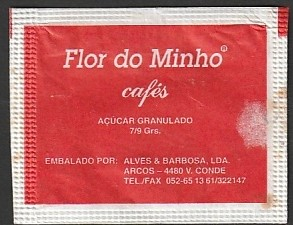 Flor do Minho®
cafés
AÇÚCAR GRANULADO
7/9 Grs.
EMBALADO POR: ALVES & BARBOSA, LDA.
ARCOS – 4480 V. CONDE
TEL./FAX 052-65 13 61/322147